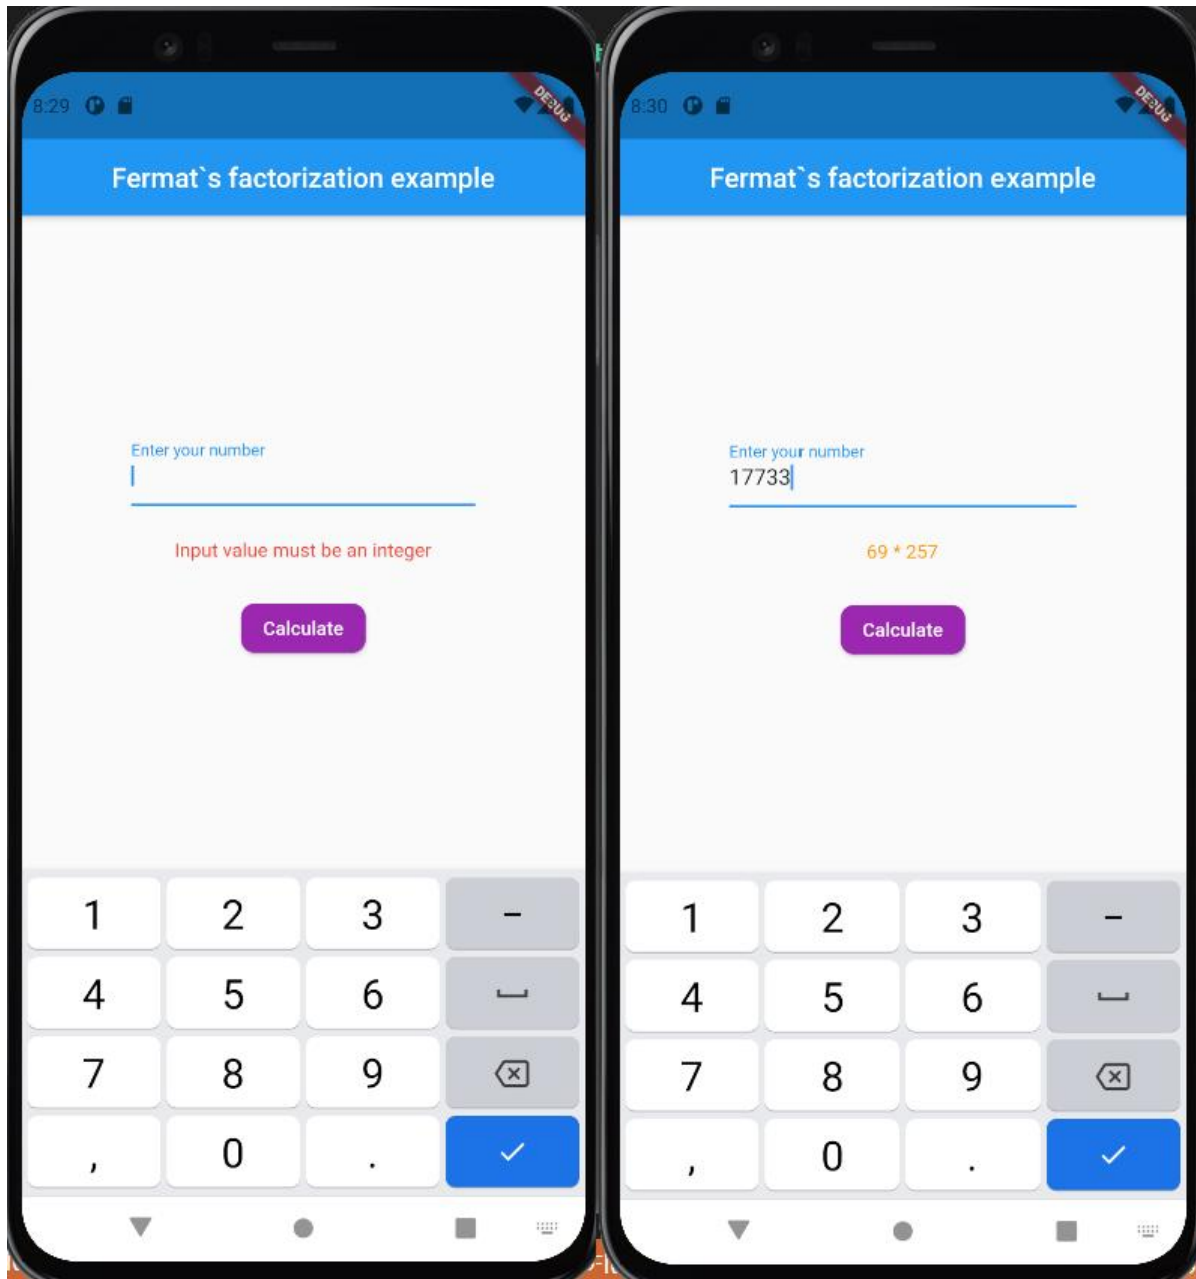 8:29
DEBUG
Fermat`s factorization example
Enter your number
Input value must be an integer
Calculate
1 2 3 –
4 5 6
7 8 9
, 0 .
8:30
DEBUG
Fermat`s factorization example
Enter your number
17733
69 * 257
Calculate
1 2 3 –
4 5 6
7 8 9
, 0 .